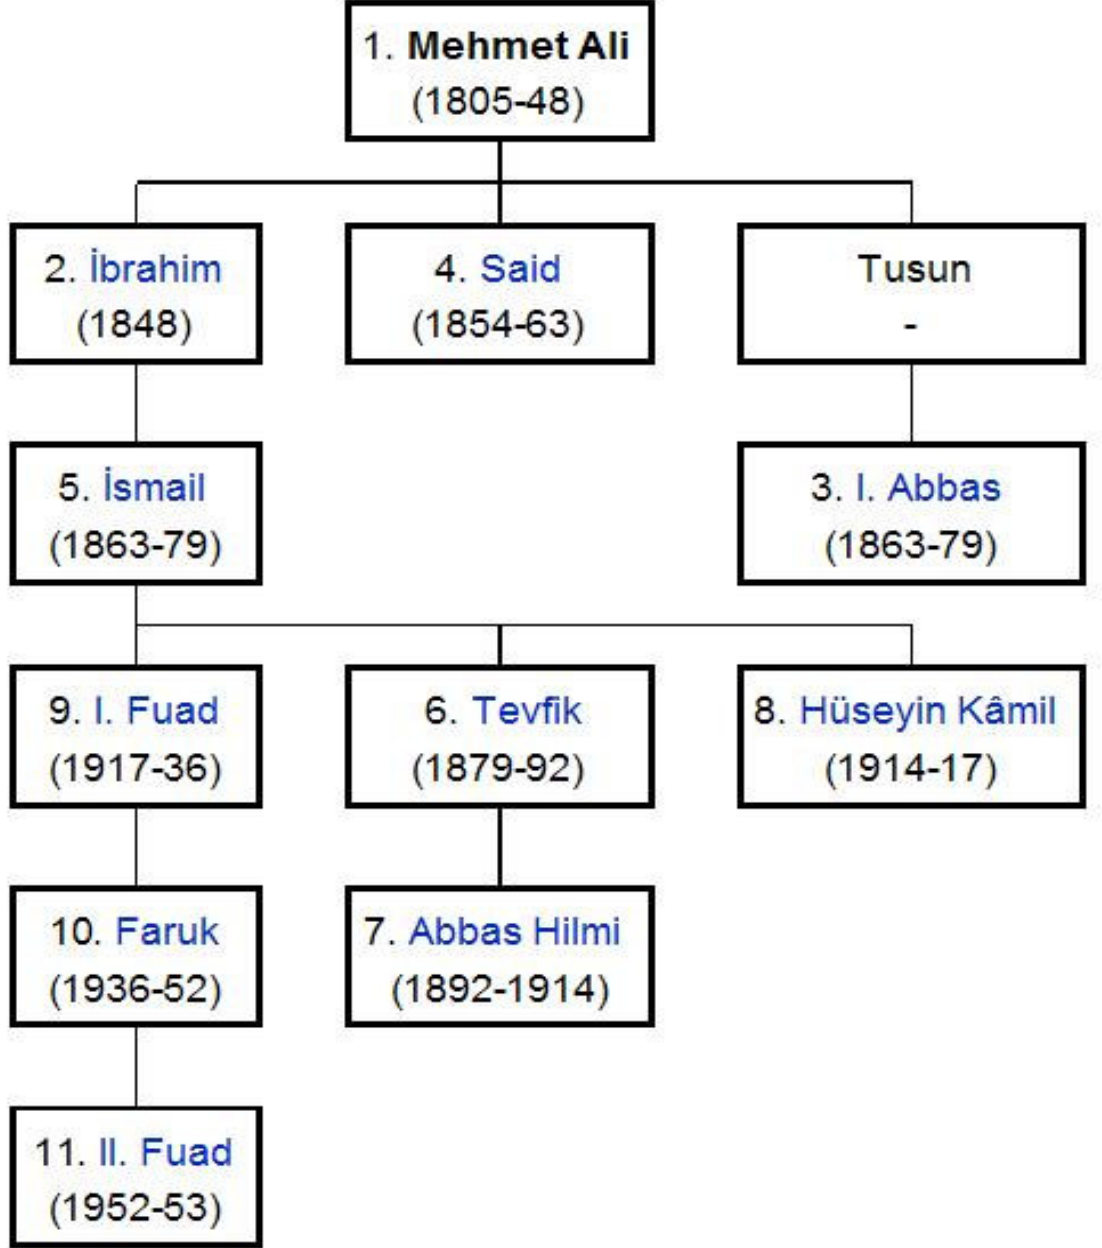 1. Mehmet Ali
(1805-48)
2. İbrahim
(1848)
4. Said
(1854-63)
Tusun
-
5. İsmail
(1863-79)
3. I. Abbas
(1863-79)
9. I. Fuad
(1917-36)
6. Tevfik
(1879-92)
8. Hüseyin Kâmil
(1914-17)
10. Faruk
(1936-52)
7. Abbas Hilmi
(1892-1914)
11. II. Fuad
(1952-53)